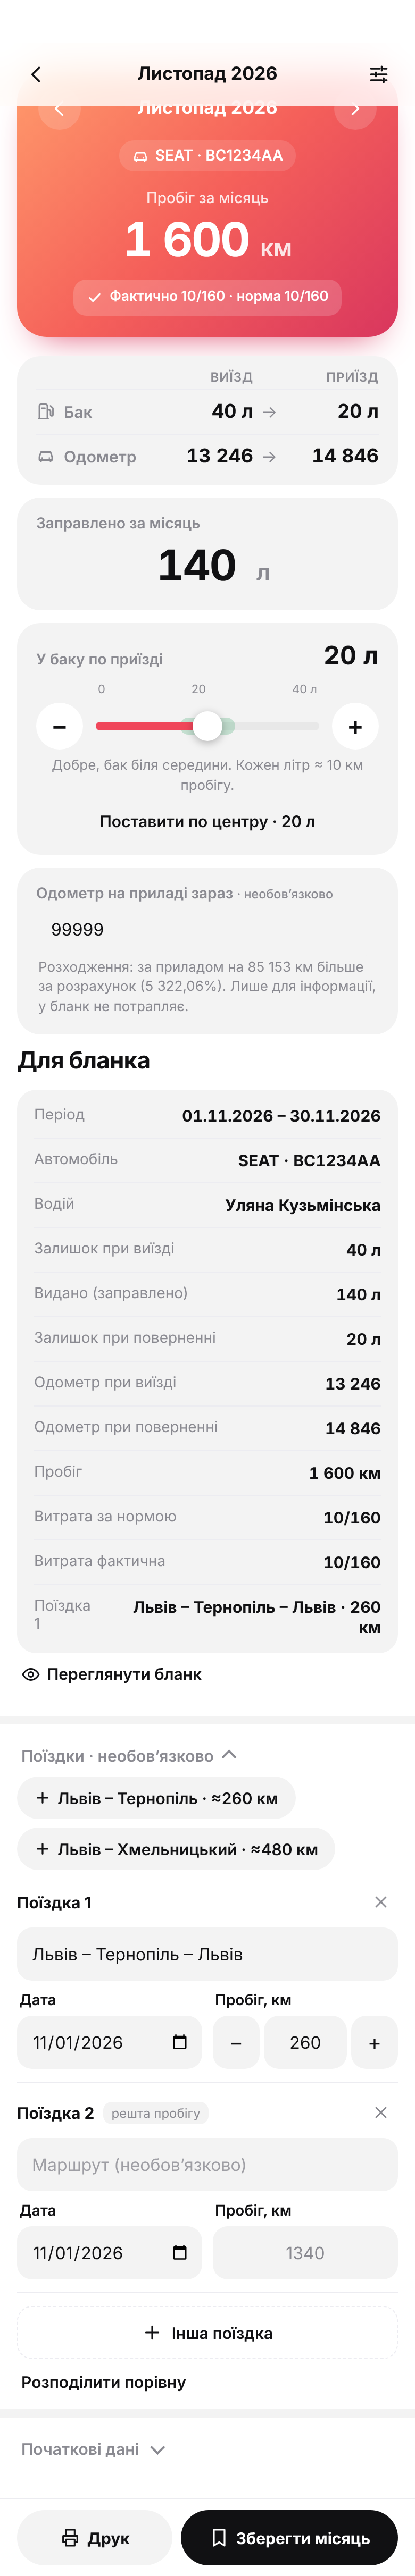 Листопад 2026
Листопад 2026
SEAT · BC1234AA
Пробіг за місяць
1 600 км
Фактично 10/160 · норма 10/160
ВИЇЗД ПРИЇЗД
Бак 40 л → 20 л
Одометр 13 246 → 14 846
Заправлено за місяць
140 л
У баку по приїзді 20 л
0 20 40 л
− +
Добре, бак біля середини. Кожен літр ≈ 10 км
пробігу.
Поставити по центру · 20 л
Одометр на приладі зараз · необов’язково
99999
Розходження: за приладом на 85 153 км більше
за розрахунок (5 322,06%). Лише для інформації,
у бланк не потрапляє.
Для бланка
Період 01.11.2026 – 30.11.2026
Автомобіль SEAT · BC1234AA
Водій Уляна Кузьмінська
Залишок при виїзді 40 л
Видано (заправлено) 140 л
Залишок при поверненні 20 л
Одометр при виїзді 13 246
Одометр при поверненні 14 846
Пробіг 1 600 км
Витрата за нормою 10/160
Витрата фактична 10/160
Поїздка Львів – Тернопіль – Львів · 260
1 км
Переглянути бланк
Поїздки · необов’язково
+ Львів – Тернопіль · ≈260 км
+ Львів – Хмельницький · ≈480 км
Поїздка 1
Львів – Тернопіль – Львів
Дата Пробіг, км
11/01/2026 − 260 +
Поїздка 2 решта пробігу
Маршрут (необов’язково)
Дата Пробіг, км
11/01/2026 1340
+ Інша поїздка
Розподілити порівну
Початкові дані
Друк Зберегти місяць